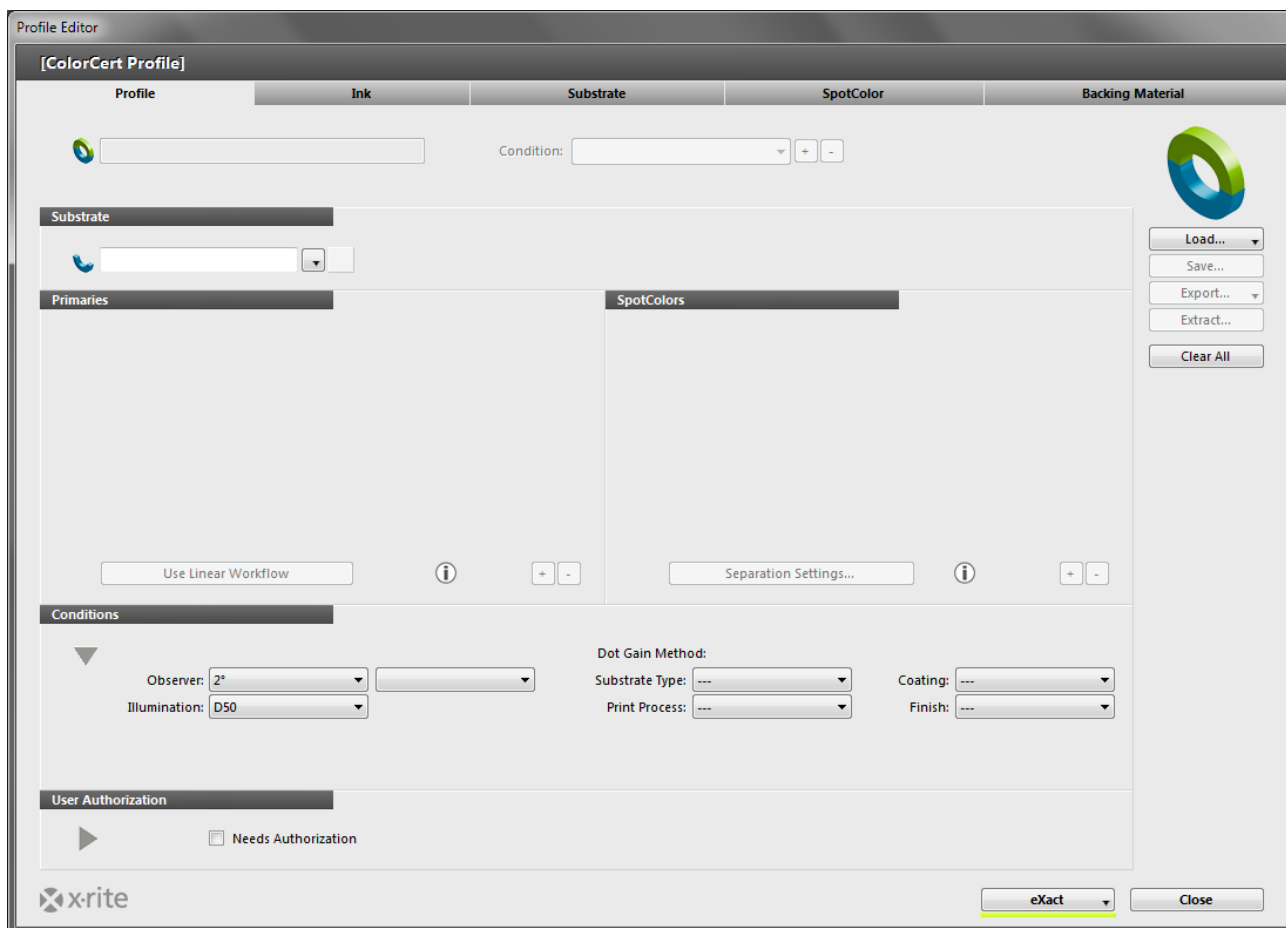 Profile Editor
[ColorCert Profile]
Profile Ink Substrate SpotColor Backing Material
Condition: + -
Substrate
Load...
Save...
Primaries SpotColors Export...
Extract...
Clear All
Use Linear Workflow i + - Separation Settings... i + -
Conditions
Dot Gain Method:
Observer: 2° Substrate Type: --- Coating: ---
Illumination: D50 Print Process: --- Finish: ---
User Authorization
Needs Authorization
x·rite eXact Close